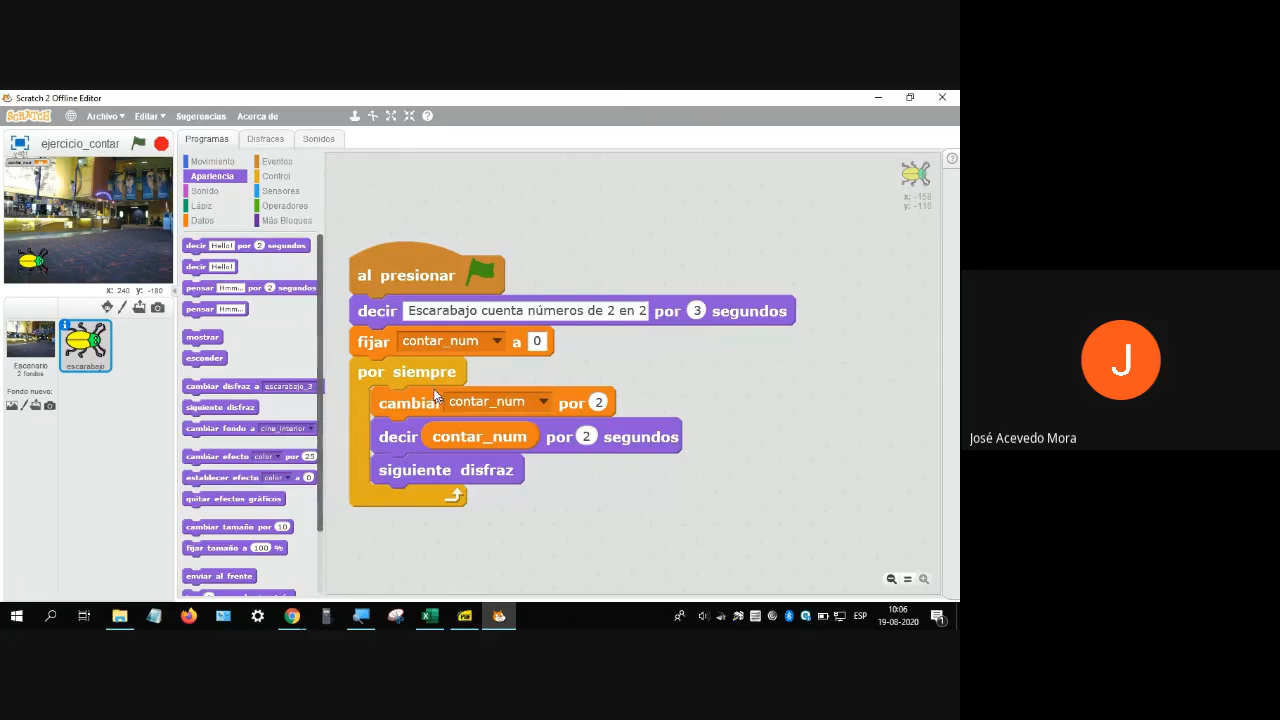 Scratch 2 Offline Editor
SCRATCH
Archivo
Editar
Sugerencias
Acerca de
ejercicio_contar
Programas
Disfraces
Sonidos
contar_num
Movimiento
Eventos
Apariencia
Control
Sonido
Sensores
Lápiz
Operadores
Datos
Más Bloques
decir Hello! por 2 segundos
decir Hello!
pensar Hmm... por 2 segundos
pensar Hmm...
mostrar
esconder
cambiar disfraz a escarabajo_3
siguiente disfraz
cambiar fondo a cine_interior
cambiar efecto color por 25
establecer efecto color a 0
quitar efectos gráficos
cambiar tamaño por 10
fijar tamaño a 100 %
enviar al frente
x: 240 y: -180
Escenario
2 fondos
escarabajo
Nuevo fondo:
al presionar
decir Escarabajo cuenta números de 2 en 2 por 3 segundos
fijar contar_num a 0
por siempre
cambiar contar_num por 2
decir contar_num por 2 segundos
siguiente disfraz
x: -158
y: -116
José Acevedo Mora
J
ESP
10:06
19-08-2020
1